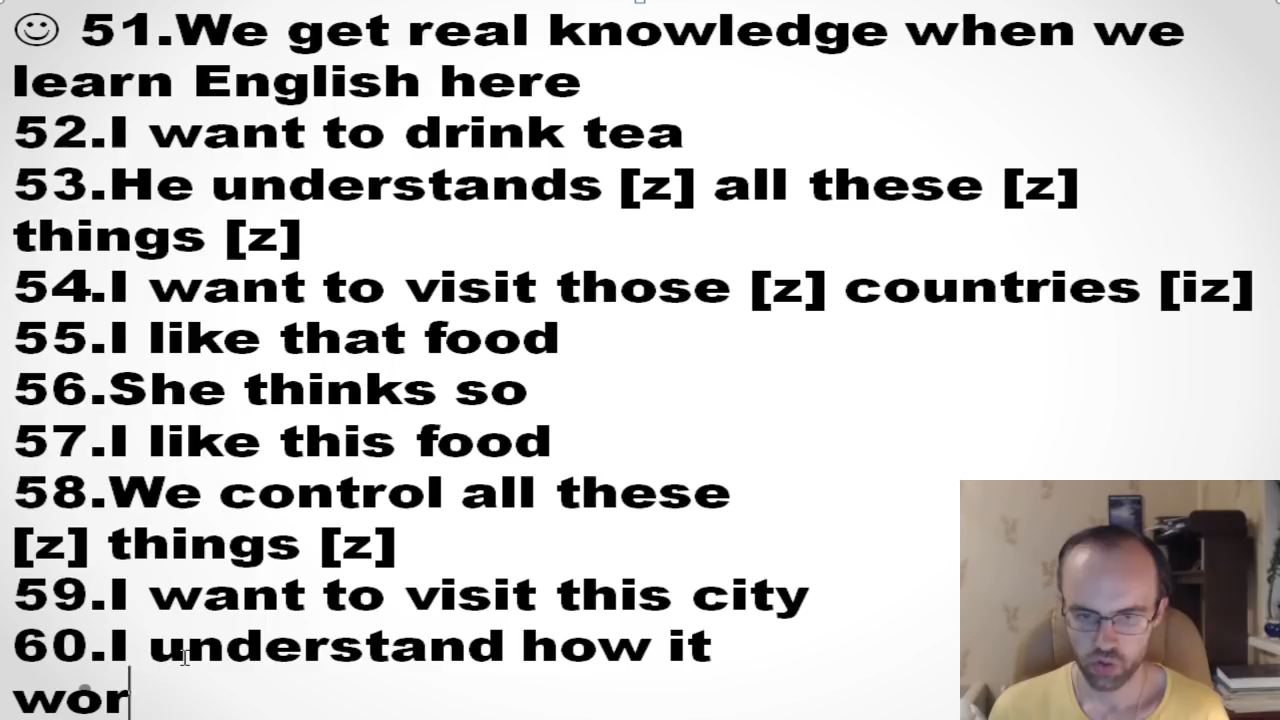 ☺ 51.We get real knowledge when we
learn English here
52.I want to drink tea
53.He understands [z] all these [z]
things [z]
54.I want to visit those [z] countries [iz]
55.I like that food
56.She thinks so
57.I like this food
58.We control all these
[z] things [z]
59.I want to visit this city
60.I understand how it
wor